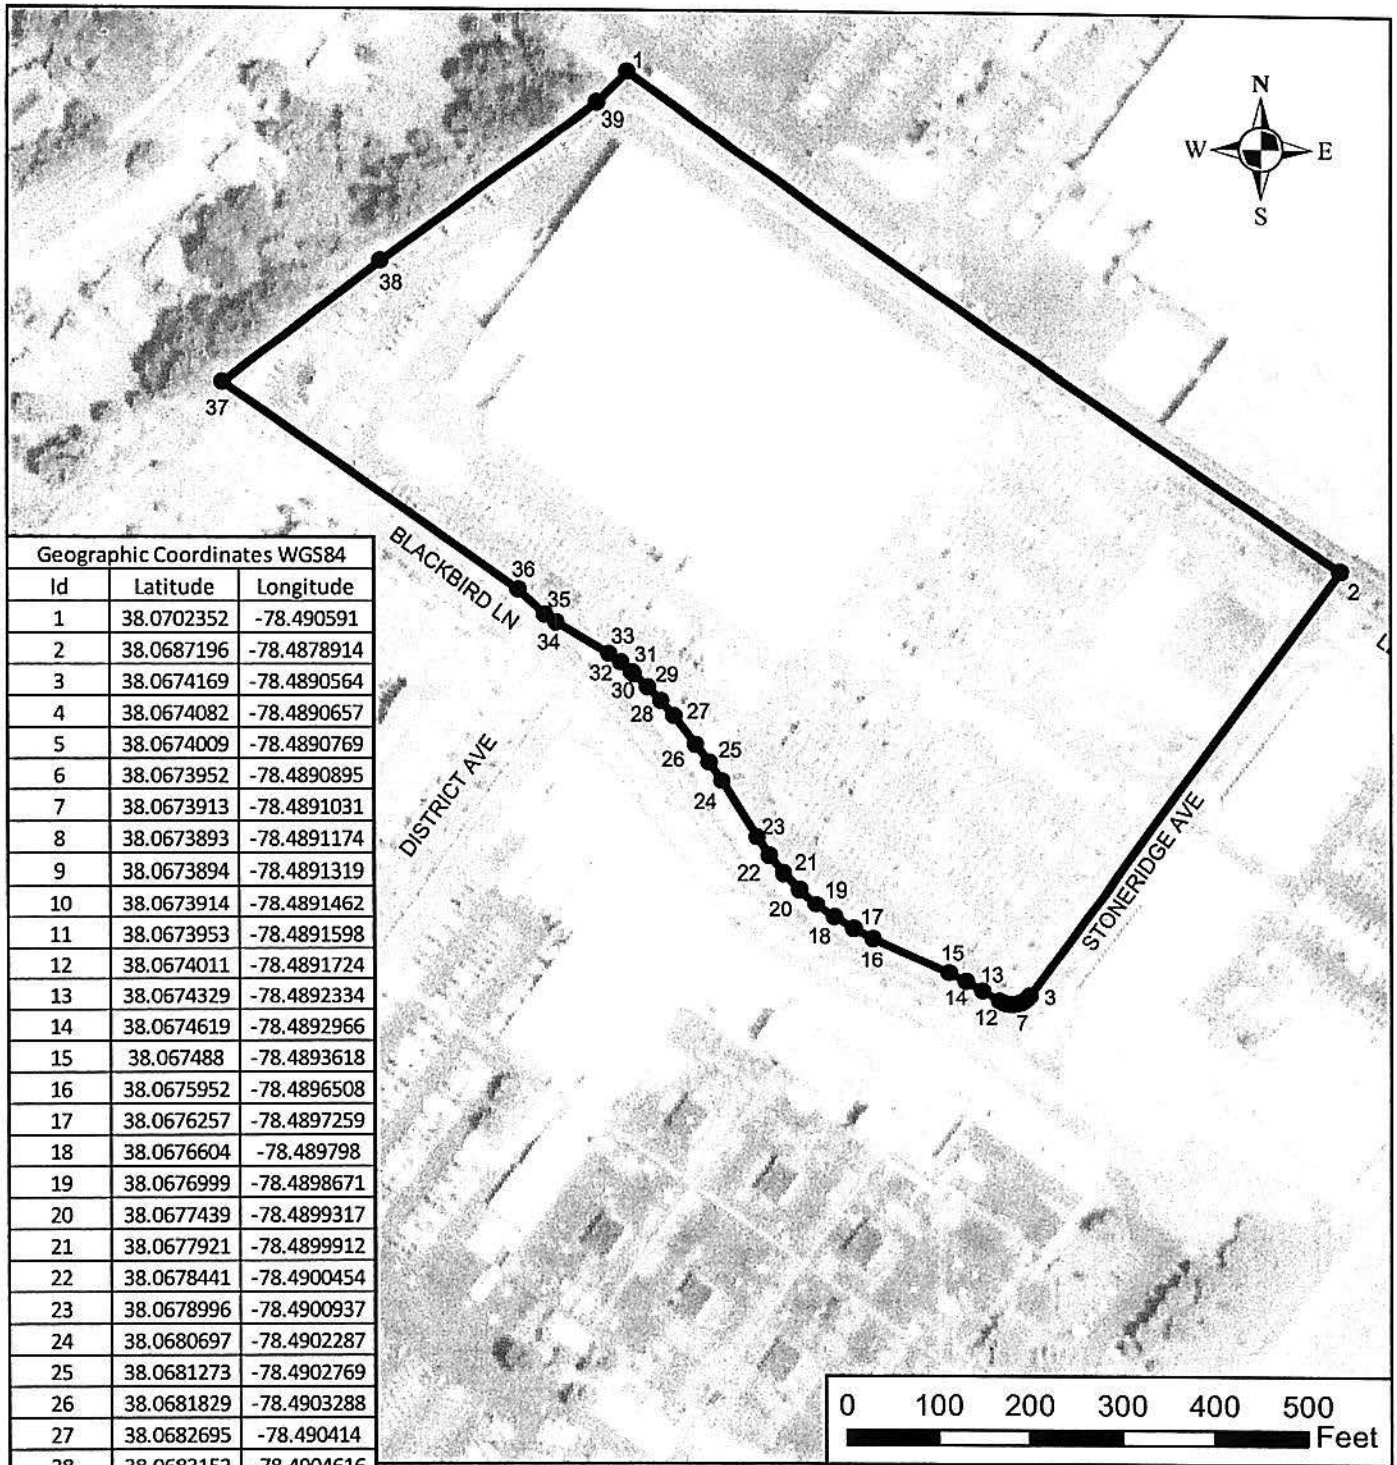 1
39
N
W E
S
38
37
2
BLACKBIRD LN
36
35
34
33
32
31
30
29
28
27
26
25
24
23
22
21
20
19
18
17
16
15
14
13
12
7
3
DISTRICT AVE
STONERIDGE AVE
Geographic Coordinates WGS84
Id Latitude Longitude
1 38.0702352 -78.490591
2 38.0687196 -78.4878914
3 38.0674169 -78.4890564
4 38.0674082 -78.4890657
5 38.0674009 -78.4890769
6 38.0673952 -78.4890895
7 38.0673913 -78.4891031
8 38.0673893 -78.4891174
9 38.0673894 -78.4891319
10 38.0673914 -78.4891462
11 38.0673953 -78.4891598
12 38.0674011 -78.4891724
13 38.0674329 -78.4892334
14 38.0674619 -78.4892966
15 38.067488 -78.4893618
16 38.0675952 -78.4896508
17 38.0676257 -78.4897259
18 38.0676604 -78.489798
19 38.0676999 -78.4898671
20 38.0677439 -78.4899317
21 38.0677921 -78.4899912
22 38.0678441 -78.4900454
23 38.0678996 -78.4900937
24 38.0680697 -78.4902287
25 38.0681273 -78.4902769
26 38.0681829 -78.4903288
27 38.0682695 -78.490414
28 38.0683152 -78.4904616
0 100 200 300 400 500
Feet